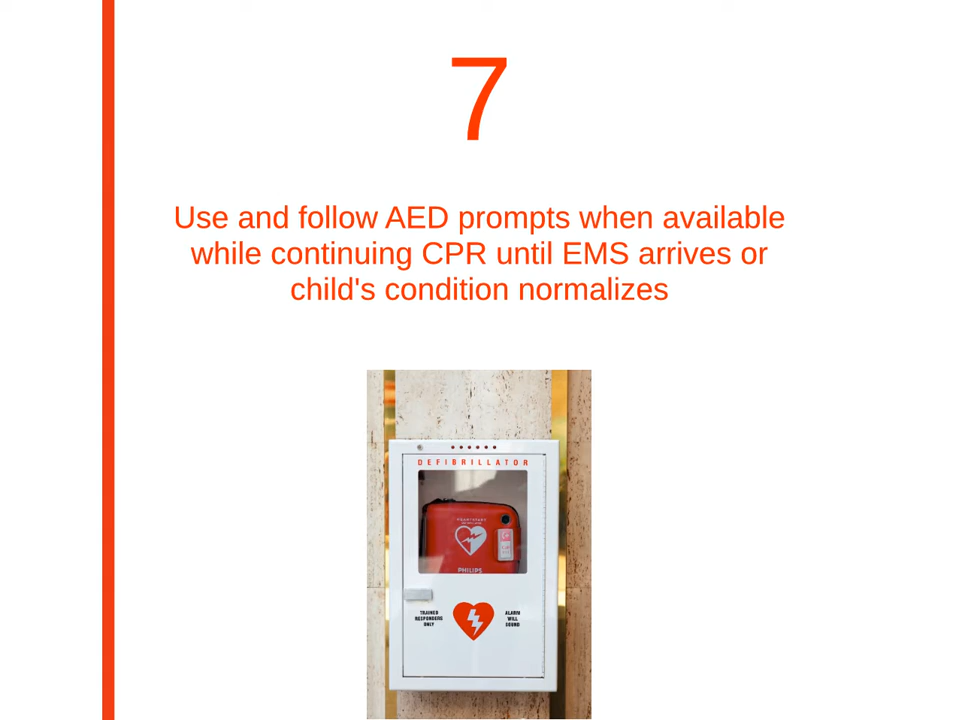 7
Use and follow AED prompts when available
while continuing CPR until EMS arrives or
child's condition normalizes
DEFIBRILLATOR
HEARTSTART
PHILIPS
TRAINED
RESPONDERS
ONLY
ALARM
WILL
SOUND